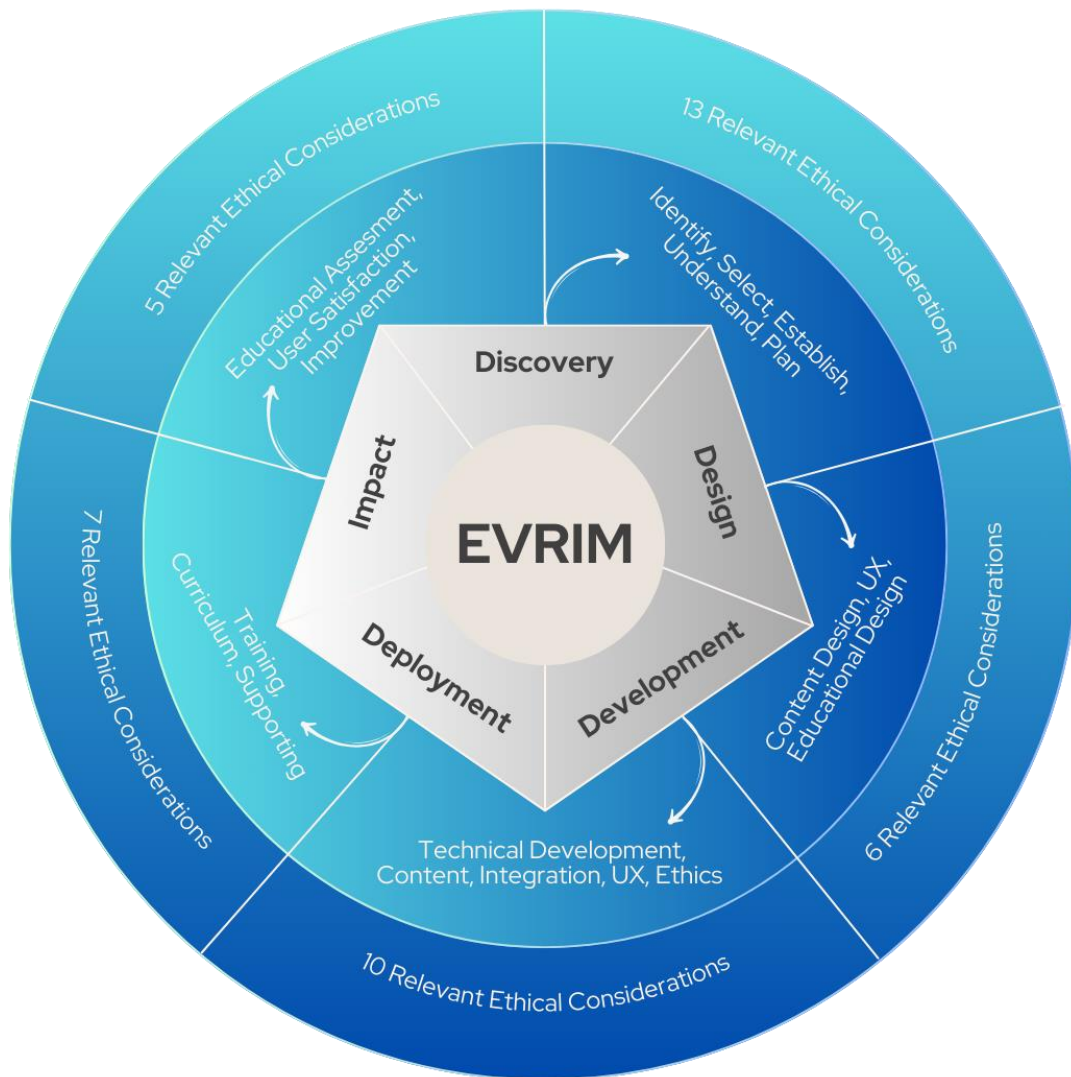 EVRIM
Discovery
Design
Development
Deployment
Impact
Identify, Select, Establish,
Understand, Plan
13 Relevant Ethical Considerations
Content Design, UX,
Educational Design
6 Relevant Ethical Considerations
Technical Development,
Content, Integration, UX, Ethics
10 Relevant Ethical Considerations
Training,
Curriculum, Supporting
7 Relevant Ethical Considerations
Educational Assesment,
User Satisfaction,
Improvement
5 Relevant Ethical Considerations